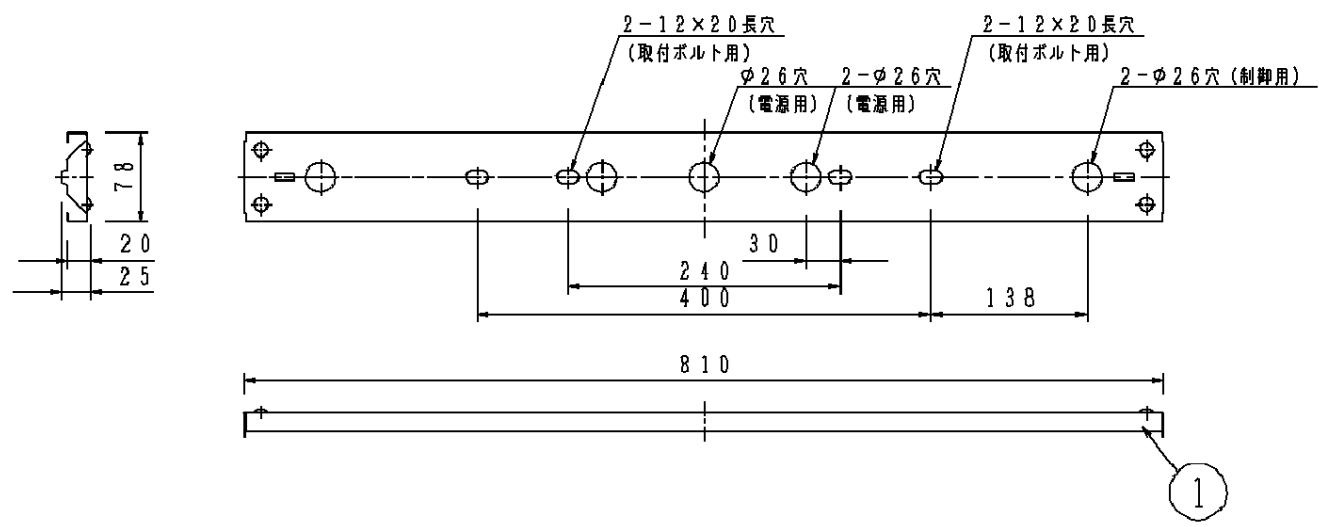 2-12×20長穴
(取付ボルト用)
2-12×20長穴
(取付ボルト用)
φ26穴
(電源用)
2-φ26穴
(電源用)
2-φ26穴(制御用)
78
20
25
30
240
400
138
810
1